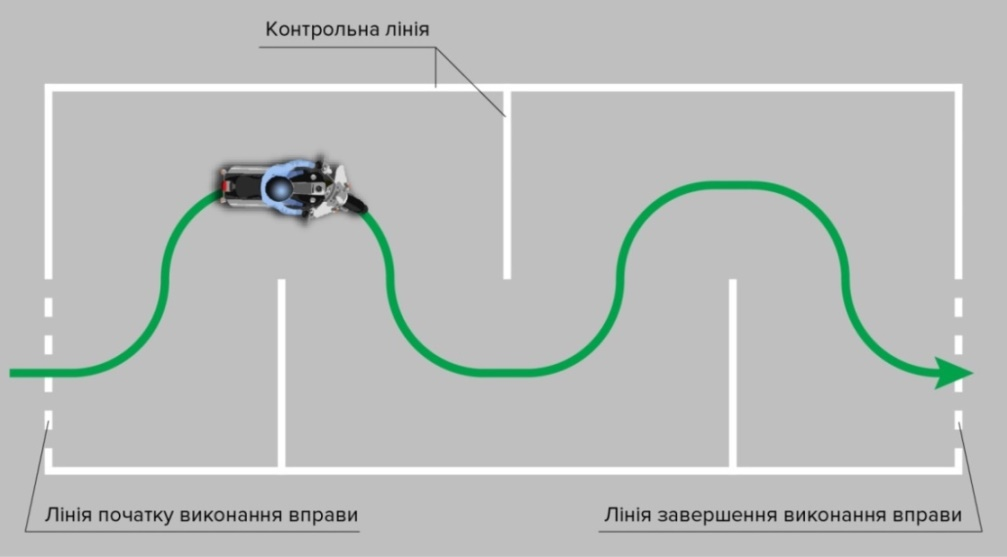 Контрольна лінія
Лінія початку виконання вправи
Лінія завершення виконання вправи